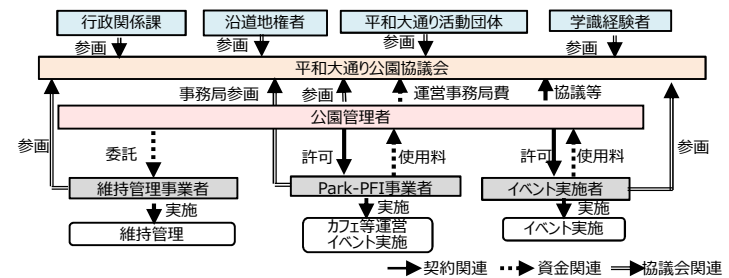 行政関係課
沿道地権者
平和大通り活動団体
学識経験者
参画
参画
参画
参画
平和大通り公園協議会
事務局参画
参画
運営事務局費
協議等
公園管理者
参画
委託
許可
使用料
許可
使用料
参画
維持管理事業者
Park-PFI事業者
イベント実施者
実施
実施
実施
維持管理
カフェ等運営
イベント実施
イベント実施
契約関連
資金関連
協議会関連